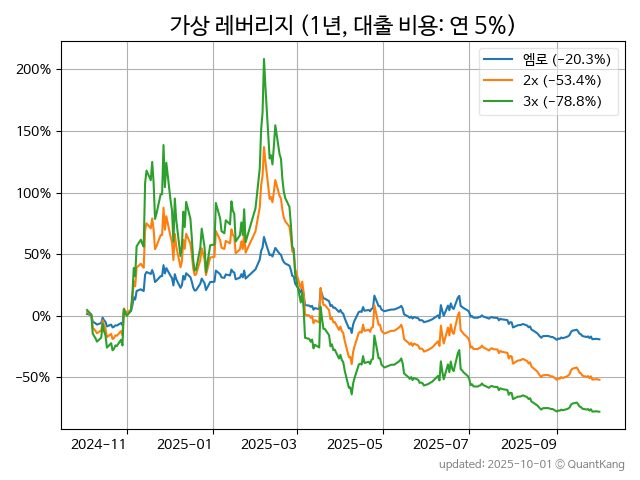 가상 레버리지 (1년, 대출 비용: 연 5%)
엠로 (-20.3%)
2x (-53.4%)
3x (-78.8%)
200%
150%
100%
50%
0%
-50%
2024-11
2025-01
2025-03
2025-05
2025-07
2025-09
updated: 2025-10-01 © QuantKang